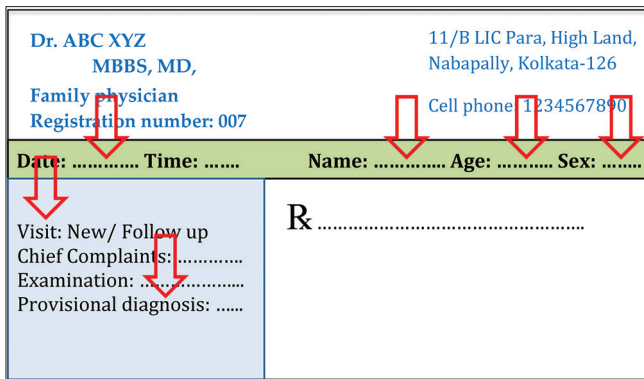 Dr. ABC XYZ
MBBS, MD,
Family physician
Registration number: 007
11/B LIC Para, High Land,
Nabapally, Kolkata-126
Cell phone: 1234567890
Date: ………… Time: ……. Name: ………….. Age: ……….. Sex: ……..
Visit: New/ Follow up
Chief Complaints: ………….
Examination: ………………...
Provisional diagnosis: …...
℞ …………………………………………….